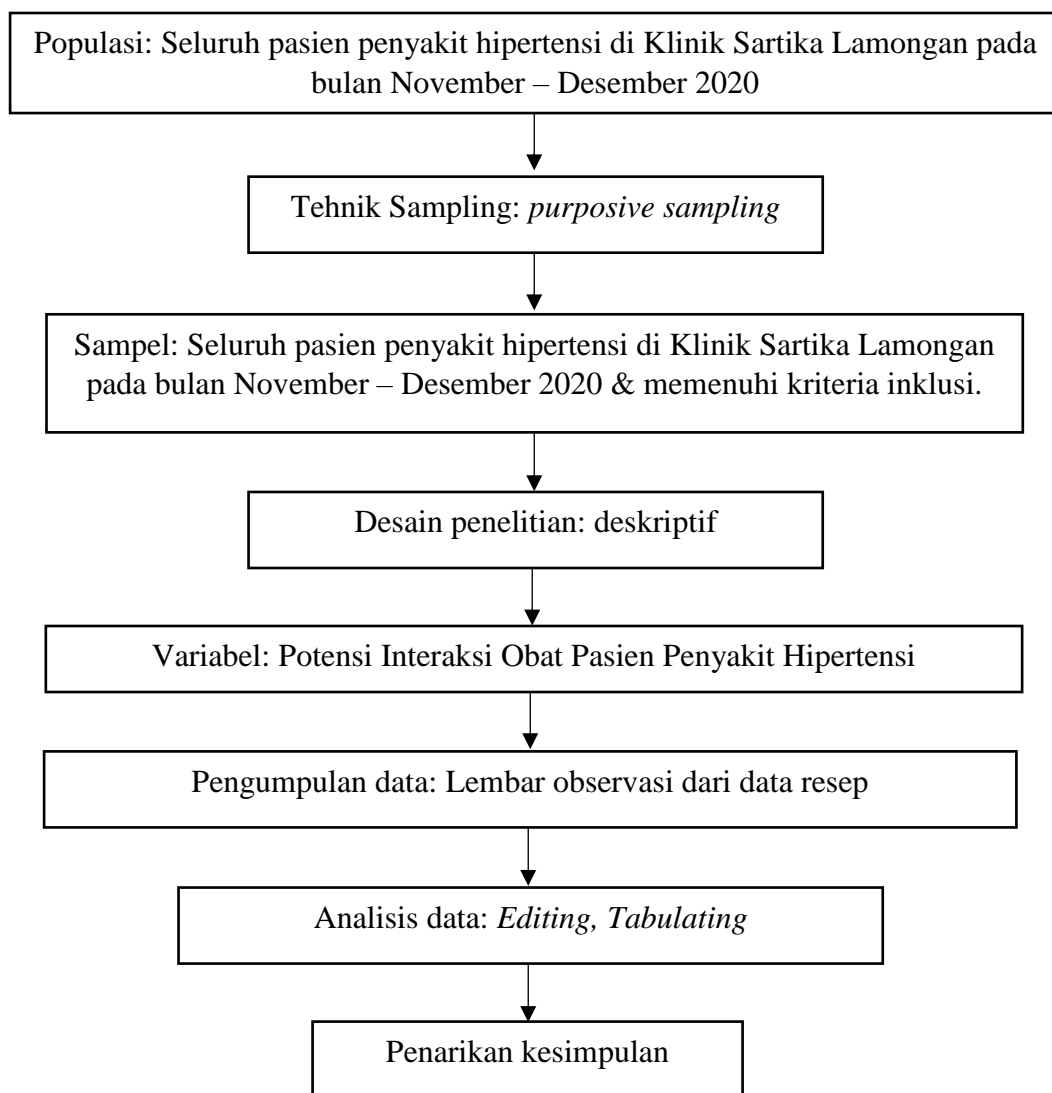 Populasi: Seluruh pasien penyakit hipertensi di Klinik Sartika Lamongan pada
bulan November – Desember 2020
Tehnik Sampling: purposive sampling
Sampel: Seluruh pasien penyakit hipertensi di Klinik Sartika Lamongan
pada bulan November – Desember 2020 & memenuhi kriteria inklusi.
Desain penelitian: deskriptif
Variabel: Potensi Interaksi Obat Pasien Penyakit Hipertensi
Pengumpulan data: Lembar observasi dari data resep
Analisis data: Editing, Tabulating
Penarikan kesimpulan